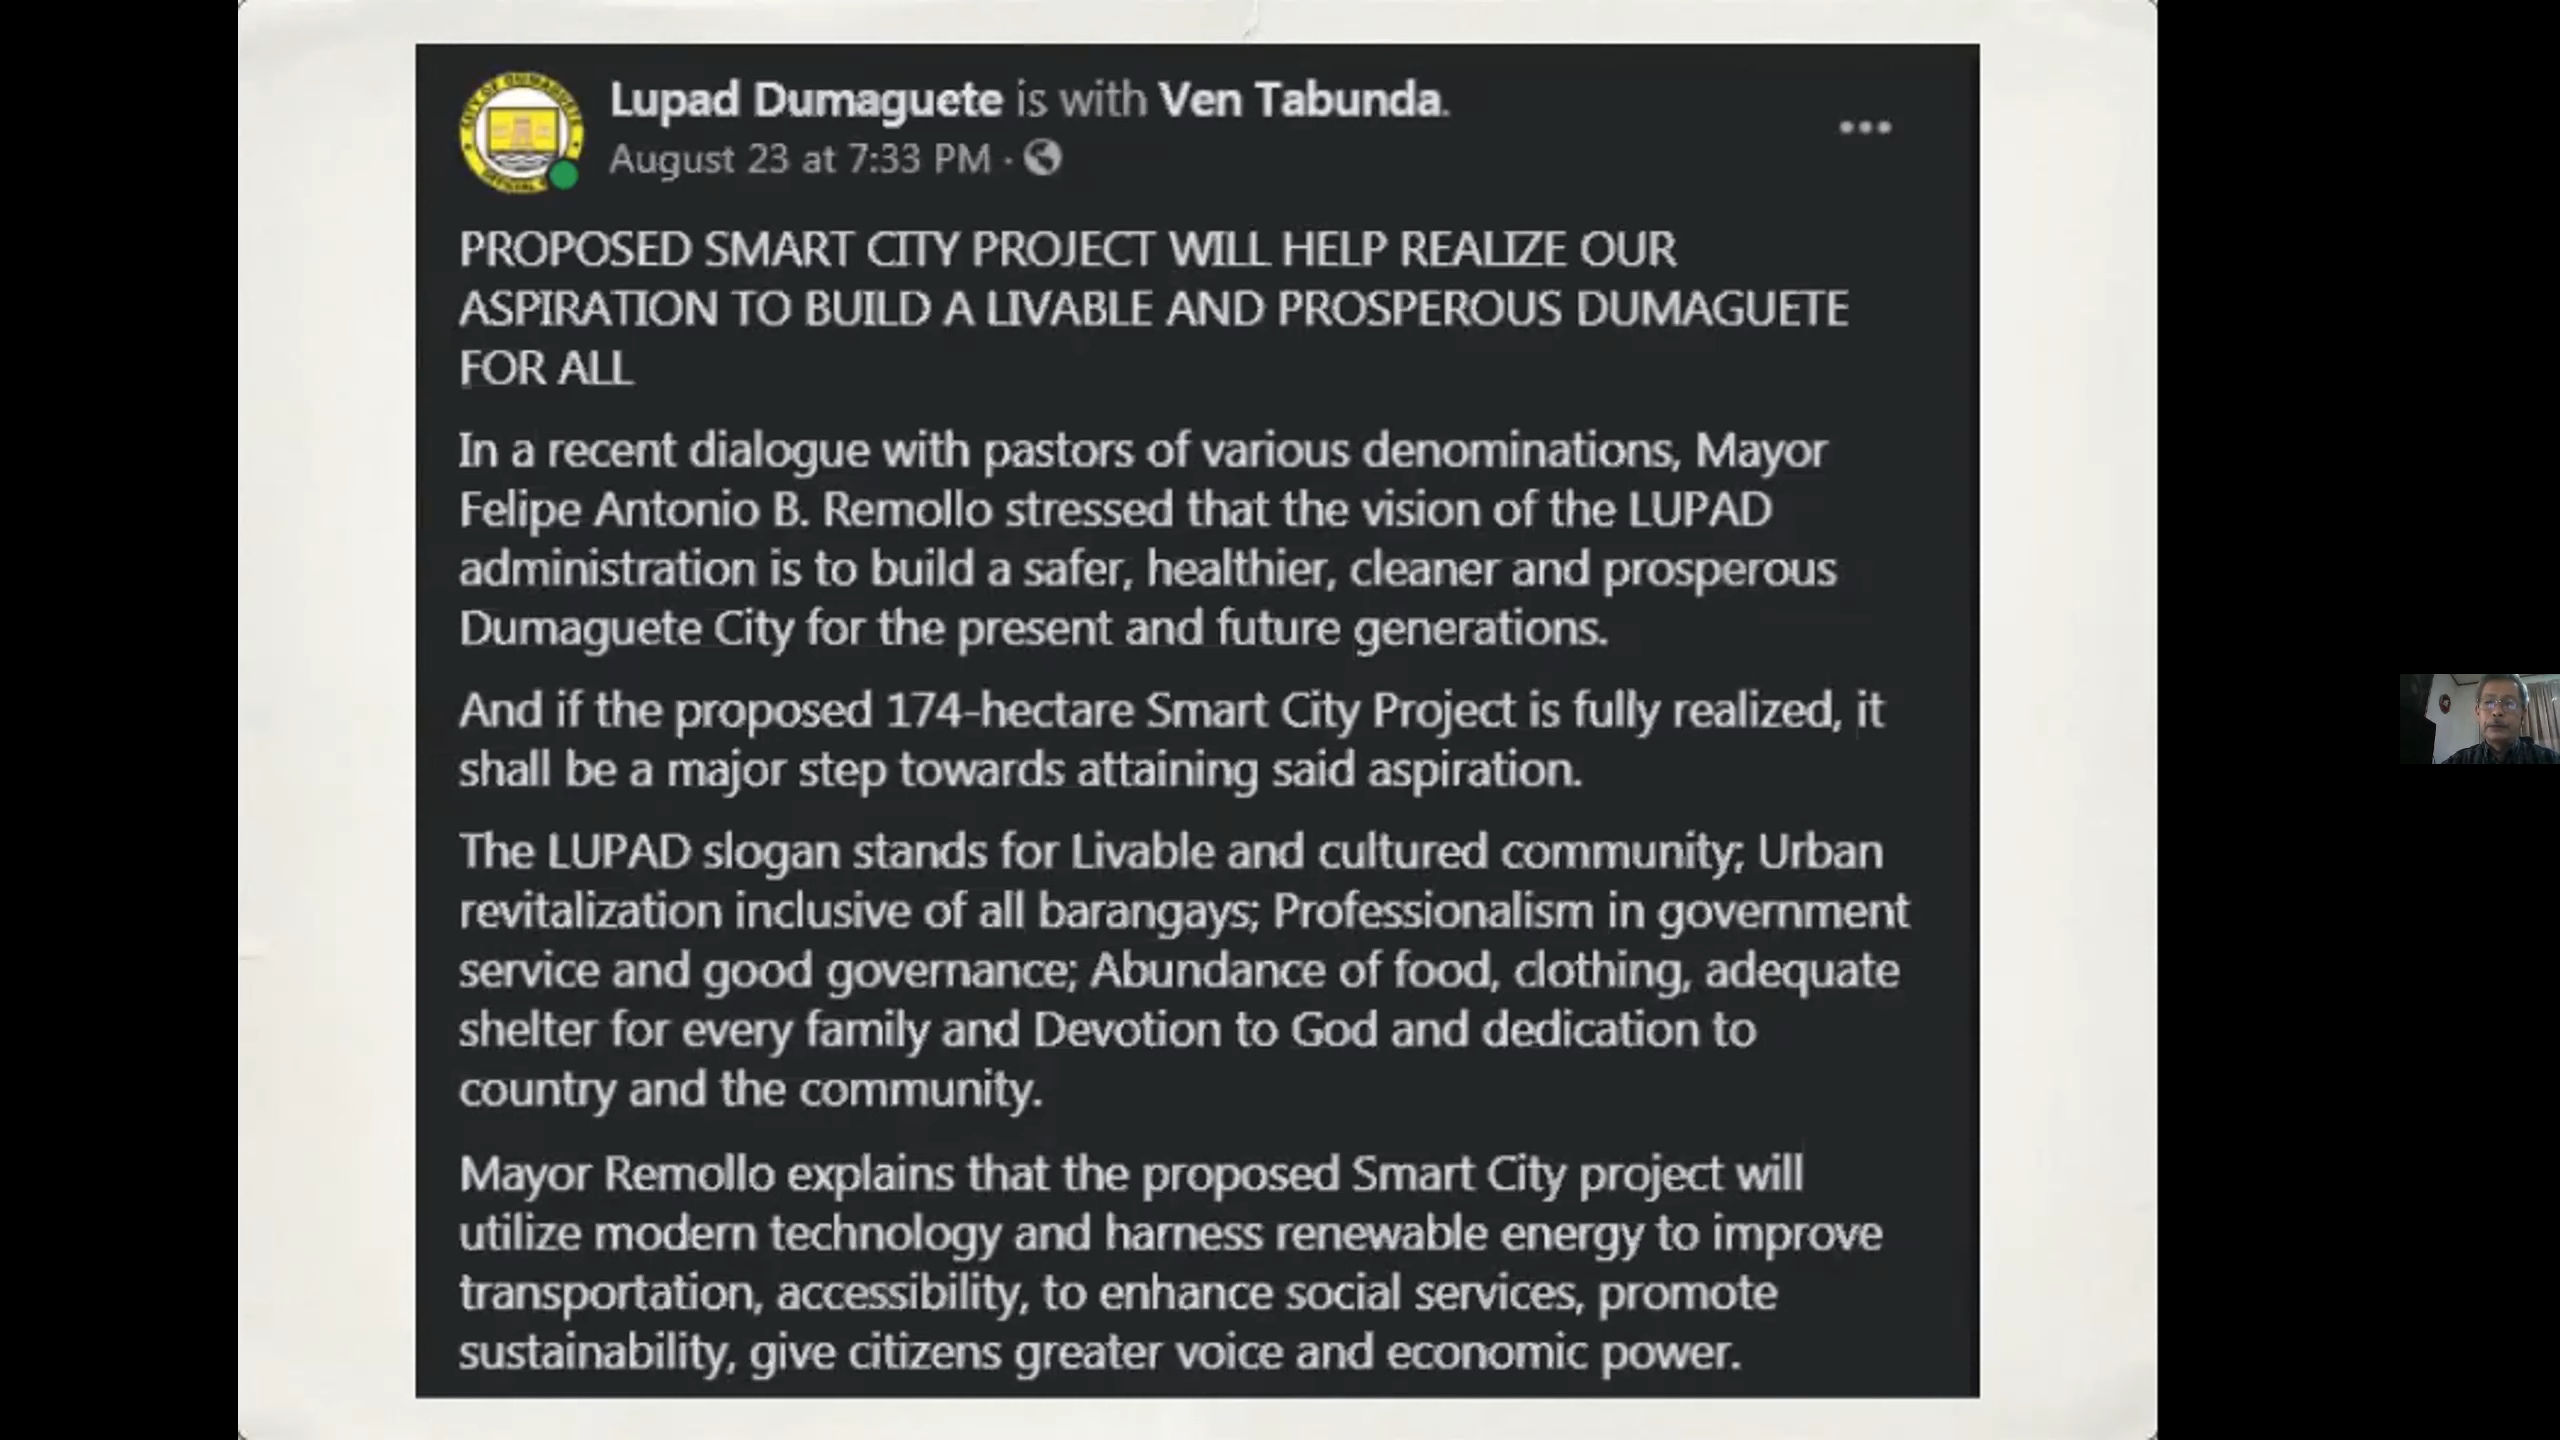 CITY OF DUMAGUETE
OFFICIAL
Lupad Dumaguete is with Ven Tabunda.
August 23 at 7:33 PM ·
PROPOSED SMART CITY PROJECT WILL HELP REALIZE OUR
ASPIRATION TO BUILD A LIVABLE AND PROSPEROUS DUMAGUETE
FOR ALL
In a recent dialogue with pastors of various denominations, Mayor
Felipe Antonio B. Remollo stressed that the vision of the LUPAD
administration is to build a safer, healthier, cleaner and prosperous
Dumaguete City for the present and future generations.
And if the proposed 174-hectare Smart City Project is fully realized, it
shall be a major step towards attaining said aspiration.
The LUPAD slogan stands for Livable and cultured community; Urban
revitalization inclusive of all barangays; Professionalism in government
service and good governance; Abundance of food, clothing, adequate
shelter for every family and Devotion to God and dedication to
country and the community.
Mayor Remollo explains that the proposed Smart City project will
utilize modern technology and harness renewable energy to improve
transportation, accessibility, to enhance social services, promote
sustainability, give citizens greater voice and economic power.